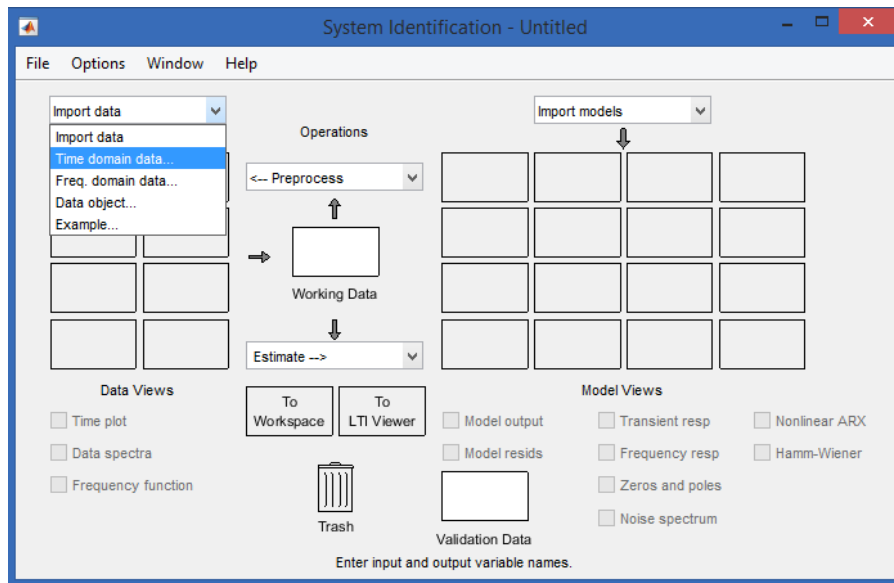 System Identification - Untitled
File Options Window Help
Import data
Import data
Time domain data...
Freq. domain data...
Data object...
Example...
Operations
<-- Preprocess
Working Data
Estimate -->
Import models
Data Views
Time plot
Data spectra
Frequency function
To
Workspace
To
LTI Viewer
Trash
Model Views
Model output
Model resids
Transient resp
Frequency resp
Zeros and poles
Noise spectrum
Nonlinear ARX
Hamm-Wiener
Validation Data
Enter input and output variable names.